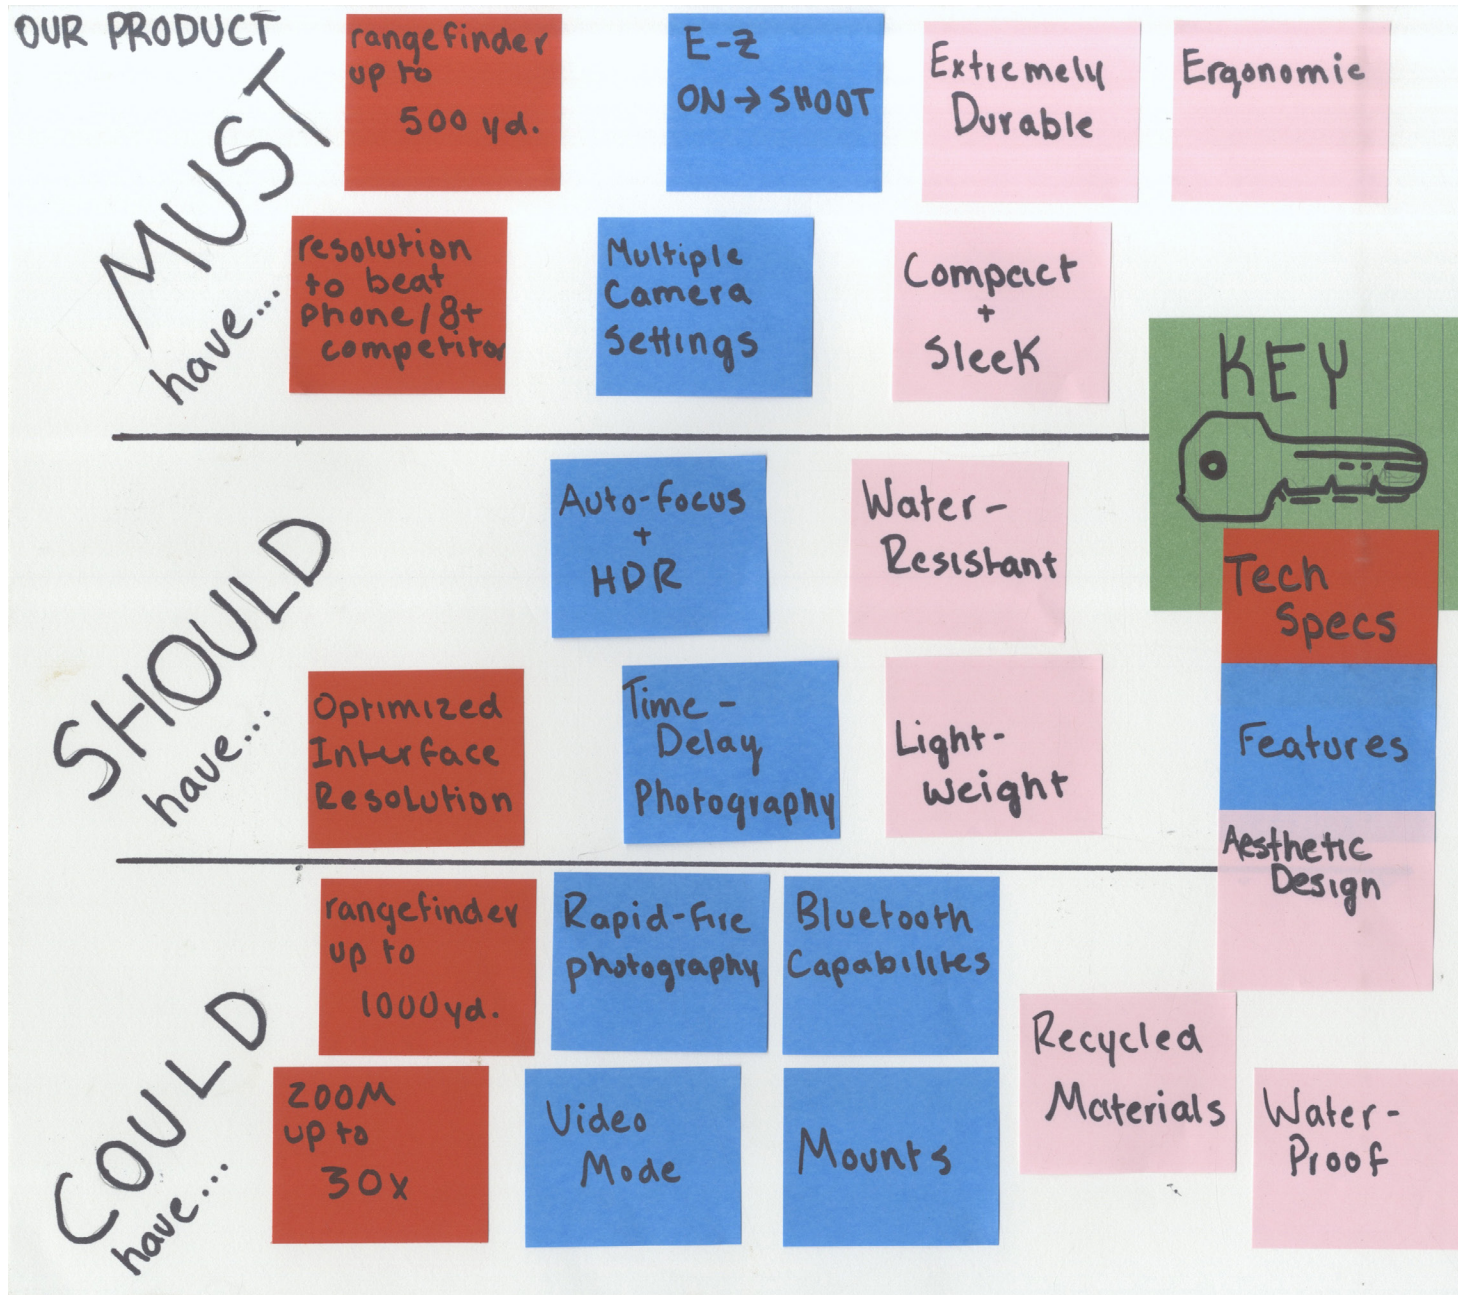 OUR PRODUCT
MUST
have...
rangefinder
up to
500 yd.
E-Z
ON → SHOOT
Extremely
Durable
Ergonomic
resolution
to beat
phone/8+
competitor
Multiple
Camera
Settings
Compact
+
Sleek
KEY
Tech
Specs
Features
Aesthetic
Design
SHOULD
have...
Auto-focus
+
HDR
Water-
Resistant
Optimized
Interface
Resolution
Time-
Delay
Photography
Light-
weight
COULD
have...
rangefinder
up to
1000 yd.
Rapid-fire
photography
Bluetooth
Capabilites
Recycled
Materials
Water-
Proof
ZOOM
up to
30x
Video
Mode
Mounts